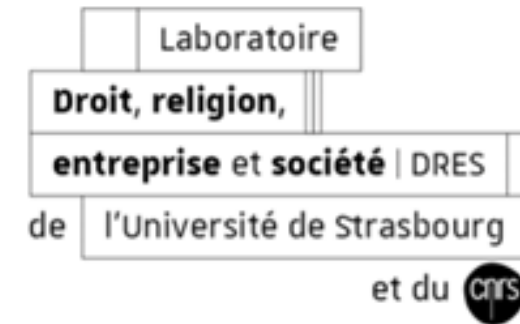 Laboratoire
Droit, religion,
entreprise et société | DRES
de l'Université de Strasbourg
et du cnrs